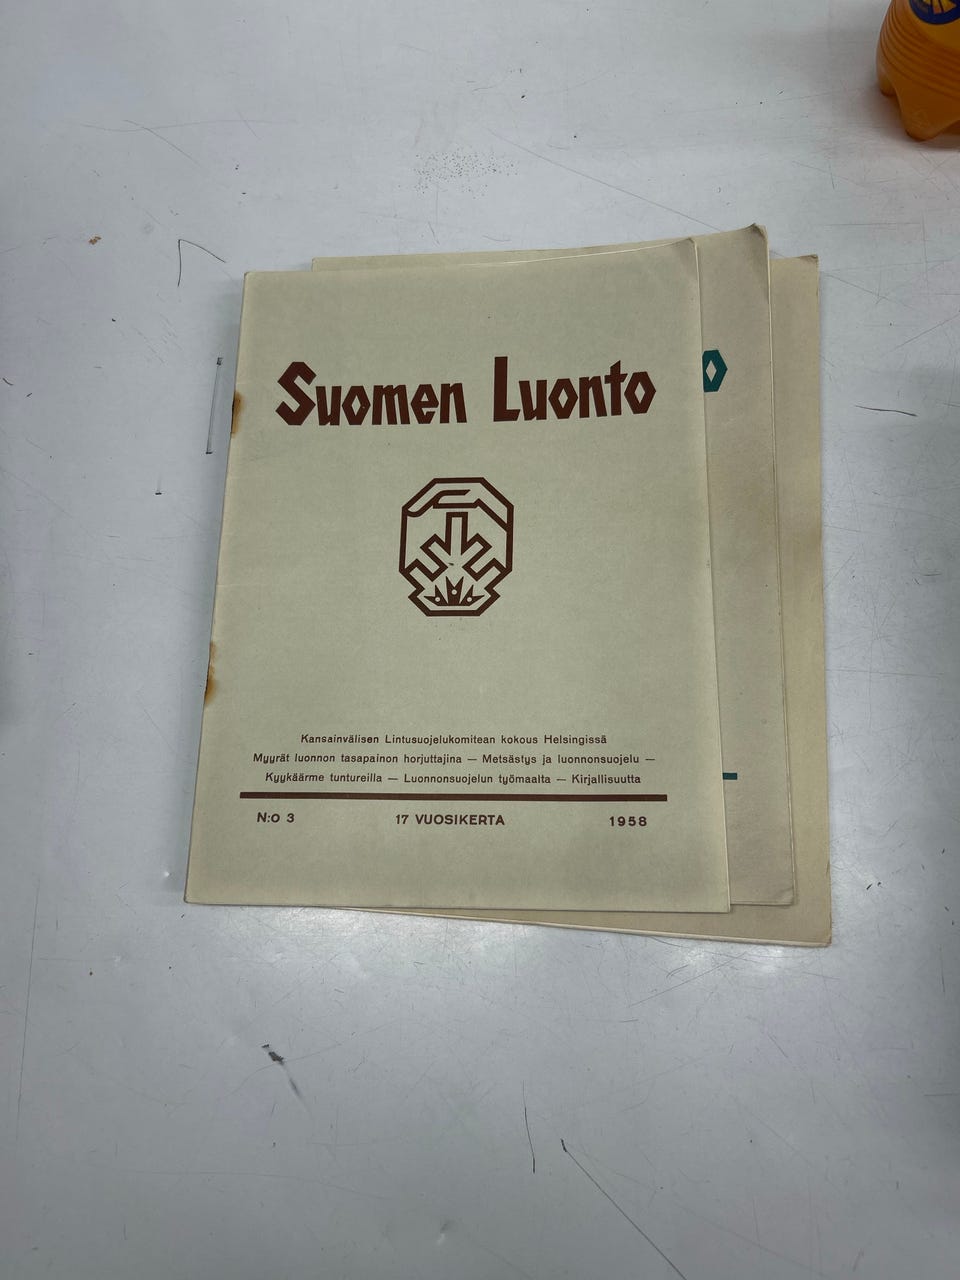 Suomen Luonto
Kansainvälisen Lintusuojelukomitean kokous Helsingissä
Myyrät luonnon tasapainon horjuttajina — Metsästys ja luonnonsuojelu —
Kyykäärme tuntureilla — Luonnonsuojelun työmaalta — Kirjallisuutta
N:o 3 17 VUOSIKERTA 1958
o